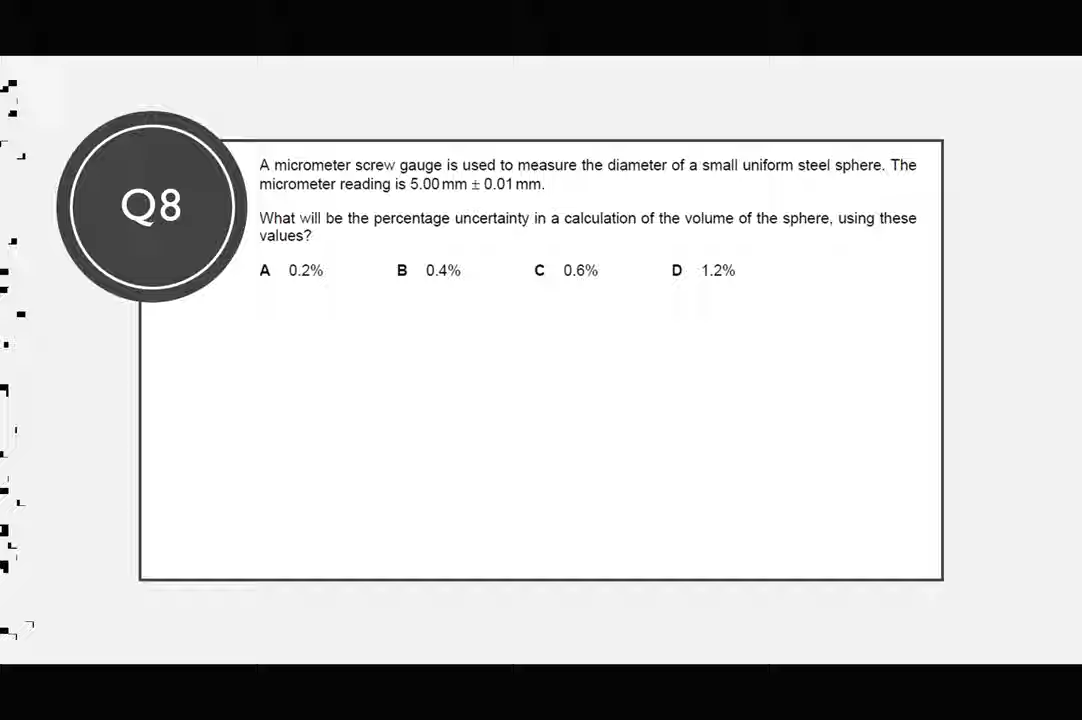 Q8
A micrometer screw gauge is used to measure the diameter of a small uniform steel sphere. The
micrometer reading is 5.00 mm ± 0.01 mm.
What will be the percentage uncertainty in a calculation of the volume of the sphere, using these
values?
A 0.2% B 0.4% C 0.6% D 1.2%